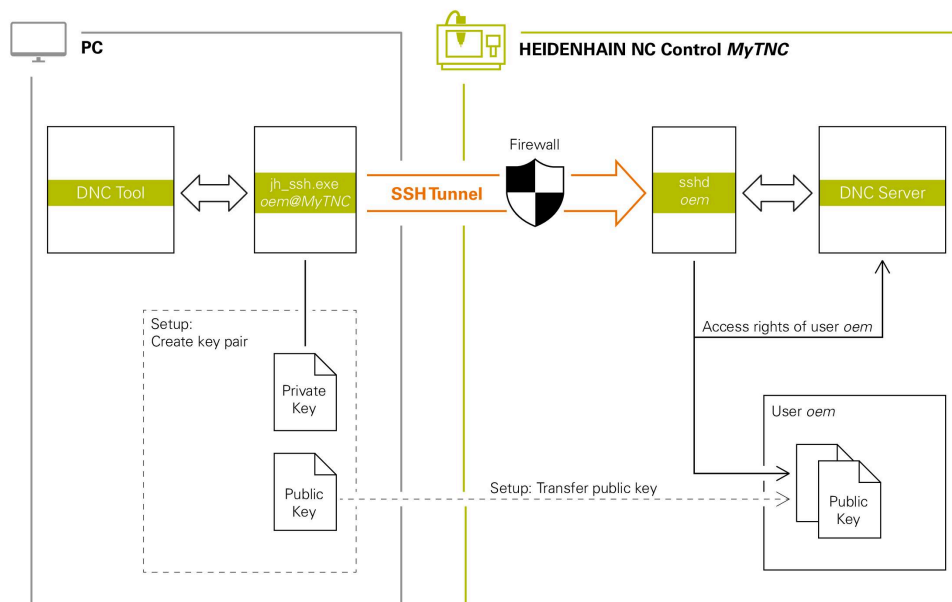 PC
HEIDENHAIN NC Control MyTNC
DNC Tool
jh_ssh.exe
oem@MyTNC
SSH Tunnel
Firewall
sshd
oem
DNC Server
Setup:
Create key pair
Private
Key
Public
Key
Access rights of user oem
Setup: Transfer public key
User oem
Public
Key